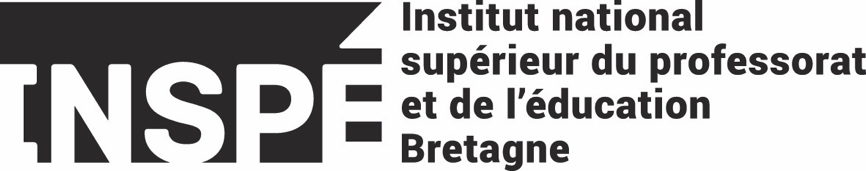 INSPÉ
Institut national
supérieur du professorat
et de l’éducation
Bretagne